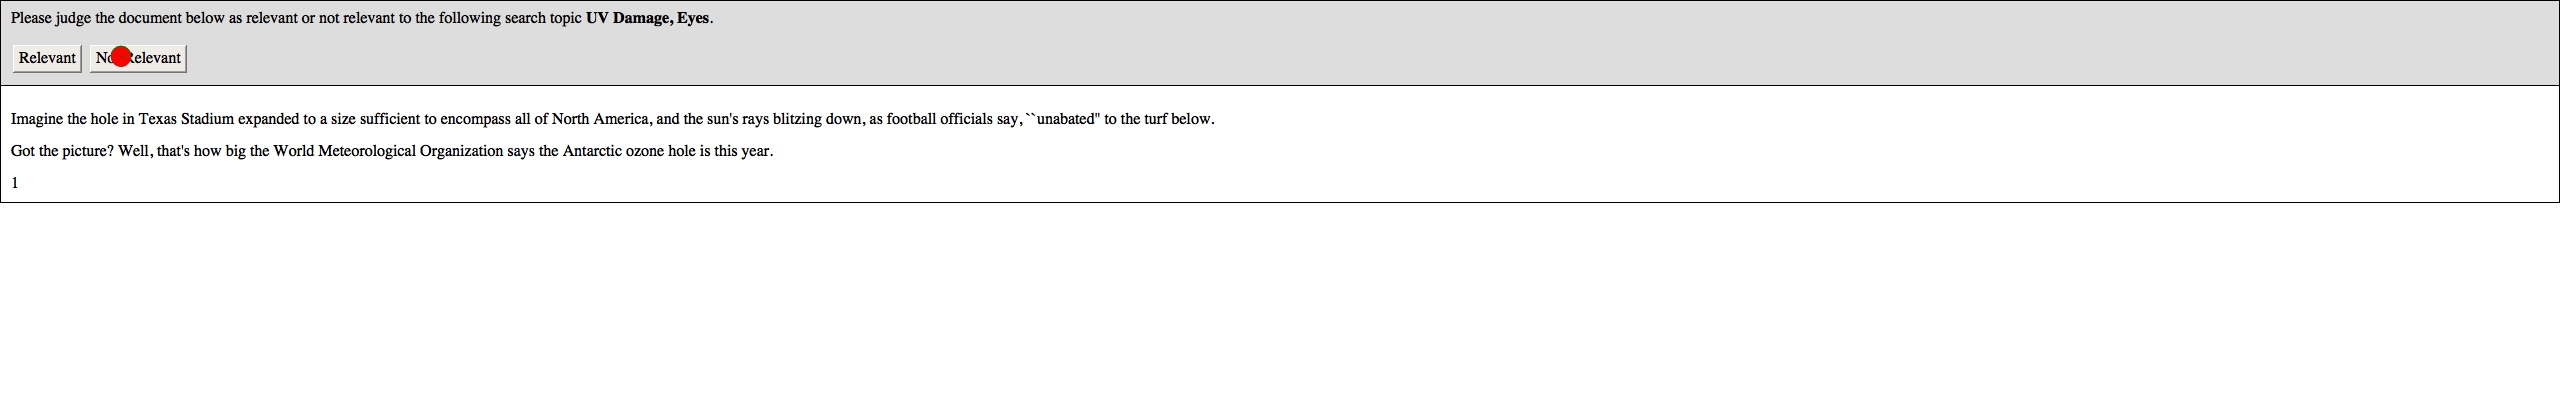 Please judge the document below as relevant or not relevant to the following search topic UV Damage, Eyes.
Relevant Not Relevant
Imagine the hole in Texas Stadium expanded to a size sufficient to encompass all of North America, and the sun's rays blitzing down, as football officials say, ``unabated'' to the turf below.
Got the picture? Well, that's how big the World Meteorological Organization says the Antarctic ozone hole is this year.
1